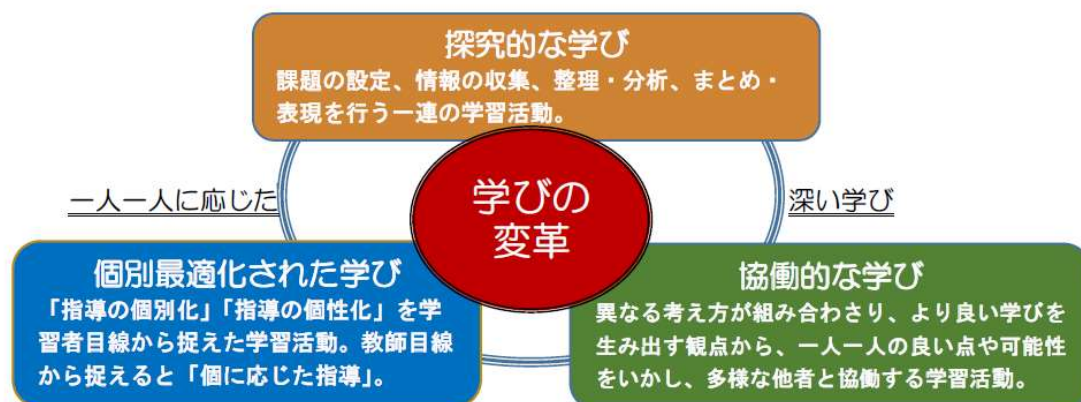 探究的な学び
課題の設定、情報の収集、整理・分析、まとめ・
表現を行う一連の学習活動。
一人一人に応じた
学びの
変革
深い学び
個別最適化された学び
「指導の個別化」「指導の個性化」を学
習者目線から捉えた学習活動。教師目線
から捉えると「個に応じた指導」。
協働的な学び
異なる考え方が組み合わさり、より良い学びを
生み出す観点から、一人一人の良い点や可能性
をいかし、多様な他者と協働する学習活動。